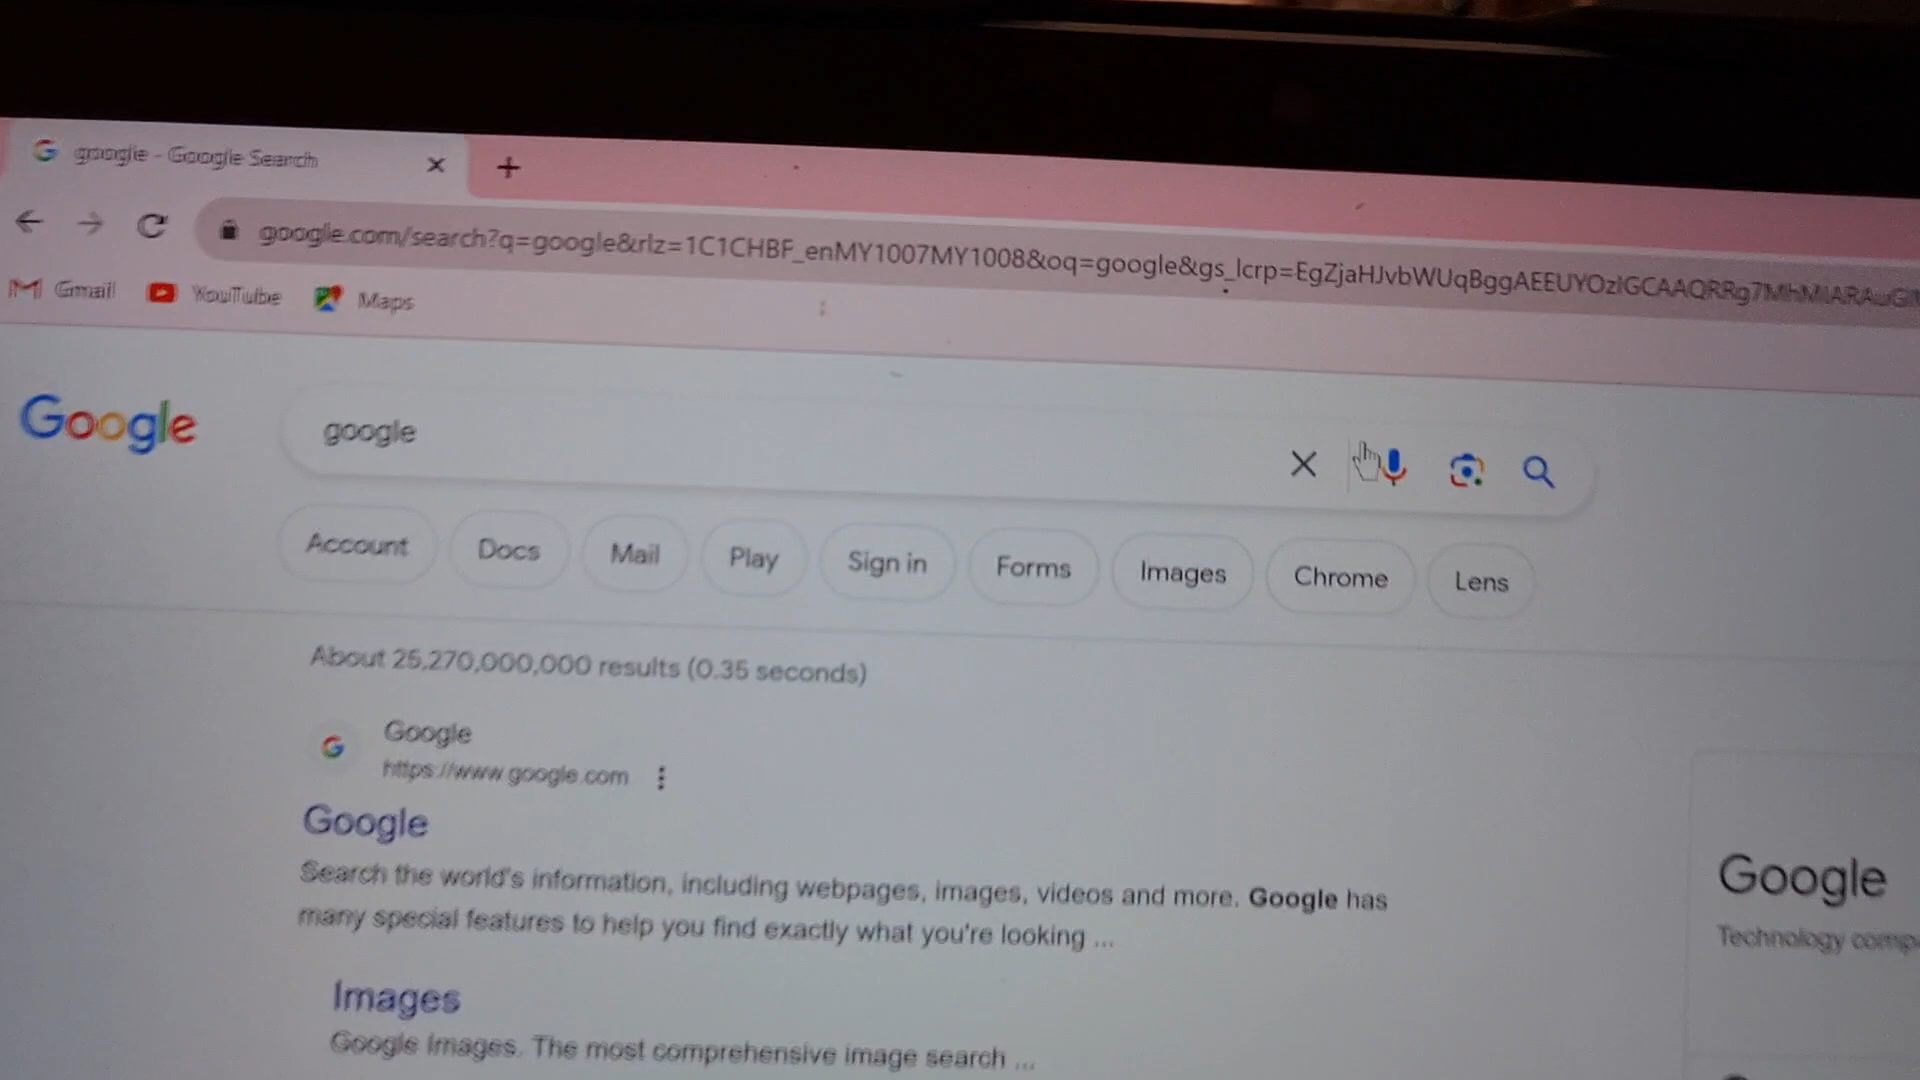 google - Google Search
google.com/search?q=google&rlz=1C1CHBF_enMY1007MY1008&oq=google&gs_lcrp=
Gmail YouTube Maps
Google google
Account Docs Mail Play Sign in Forms Images Chrome Lens
About 25,270,000,000 results (0.35 seconds)
Google
https://www.google.com
Google
Search the world's information, including webpages, images, videos and more. Google has
many special features to help you find exactly what you're looking ...
Images
Google Images. The most comprehensive image search ...
Google
Technology